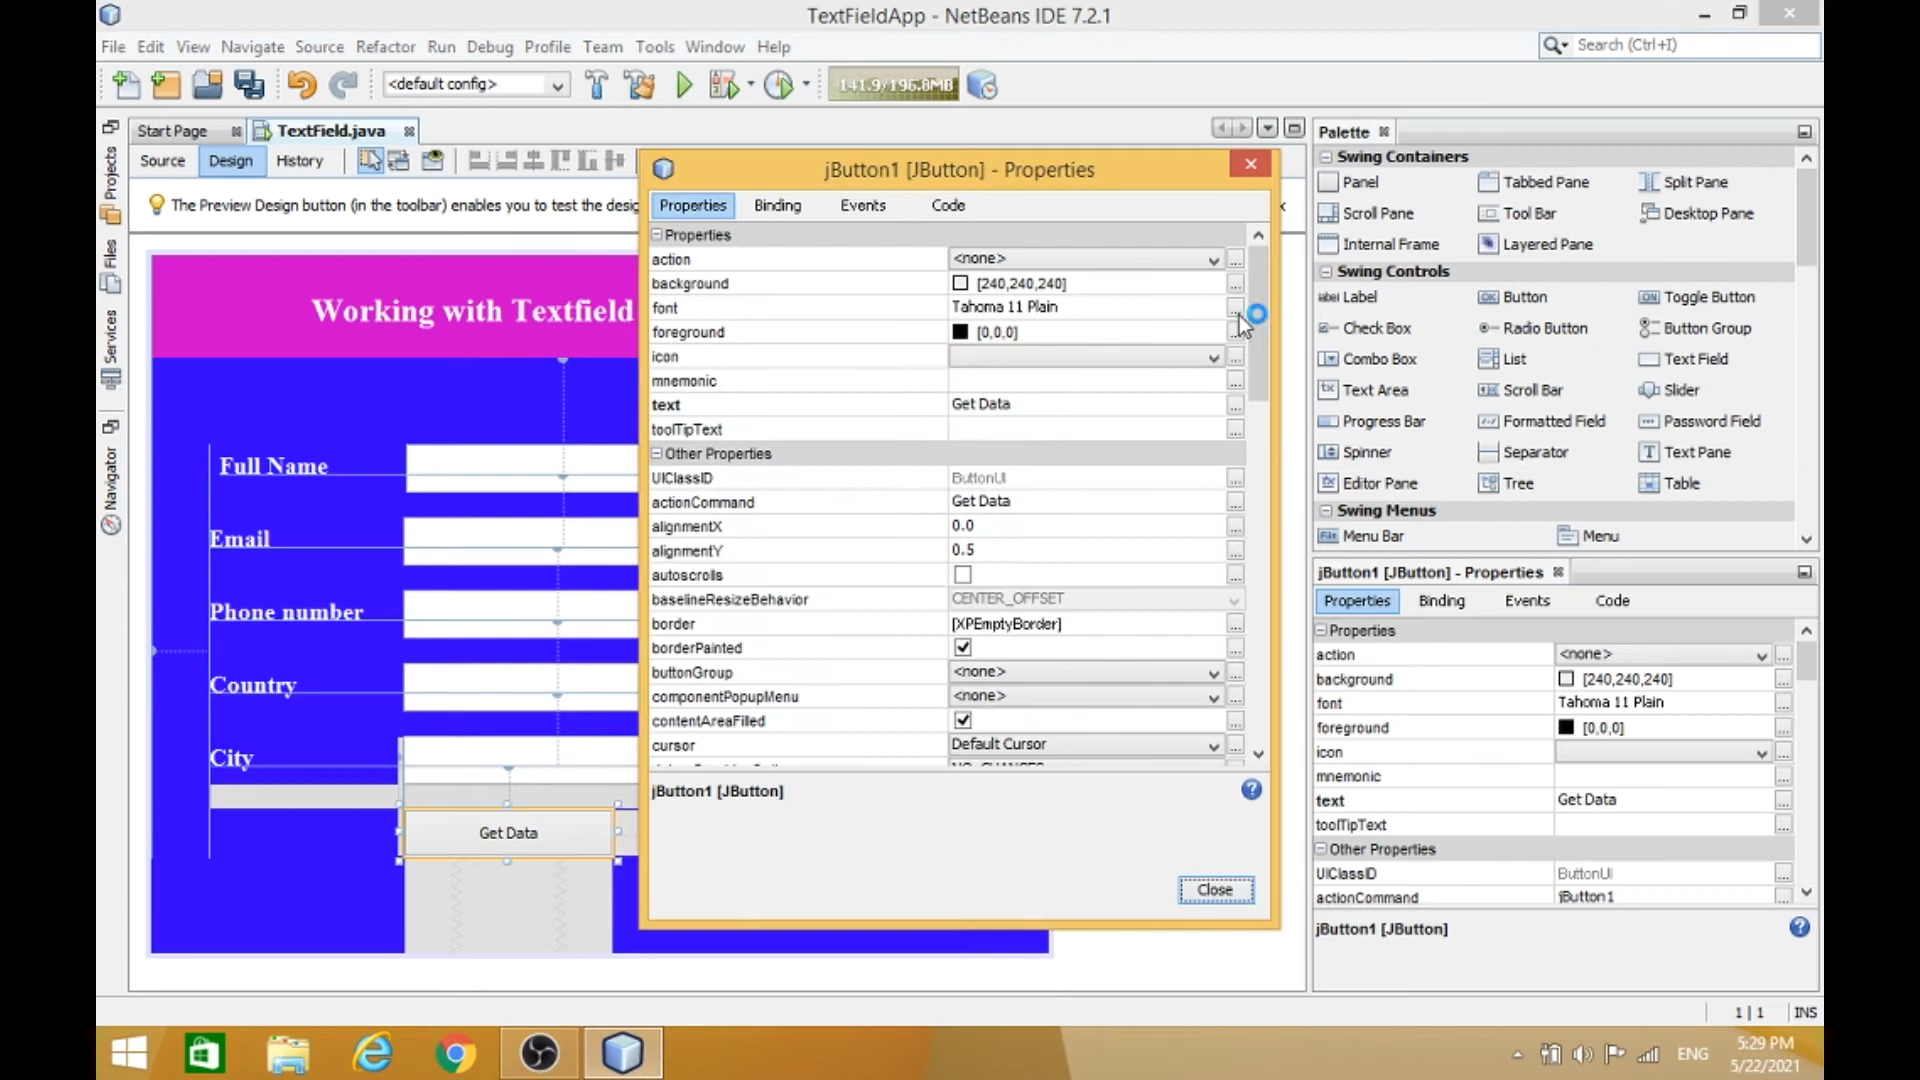 TextFieldApp - NetBeans IDE 7.2.1
File Edit View Navigate Source Refactor Run Debug Profile Team Tools Window Help
Search (Ctrl+I)
<default config>
141.9/196.8MB
Start Page
TextField.java
Source Design History
The Preview Design button (in the toolbar) enables you to test the desig
Projects
Files
Services
Navigator
Working with Textfield
Full Name
Email
Phone number
Country
City
Get Data
jButton1 [JButton] - Properties
Properties Binding Events Code
Properties
action <none>
background [240,240,240]
font Tahoma 11 Plain
foreground [0,0,0]
icon
mnemonic
text Get Data
toolTipText
Other Properties
UIClassID ButtonUI
actionCommand Get Data
alignmentX 0.0
alignmentY 0.5
autoscrolls
baselineResizeBehavior CENTER_OFFSET
border [XPEmptyBorder]
borderPainted
buttonGroup <none>
componentPopupMenu <none>
contentAreaFilled
cursor Default Cursor
jButton1 [JButton]
Close
Palette
Swing Containers
Panel Tabbed Pane Split Pane
Scroll Pane Tool Bar Desktop Pane
Internal Frame Layered Pane
Swing Controls
label Label OK Button ON Toggle Button
Check Box Radio Button Button Group
Combo Box List Text Field
Text Area Scroll Bar Slider
Progress Bar Formatted Field Password Field
Spinner Separator Text Pane
Editor Pane Tree Table
Swing Menus
Menu Bar Menu
jButton1 [JButton] - Properties
Properties Binding Events Code
Properties
action <none>
background [240,240,240]
font Tahoma 11 Plain
foreground [0,0,0]
icon
mnemonic
text Get Data
toolTipText
Other Properties
UIClassID ButtonUI
actionCommand jButton1
jButton1 [JButton]
1 | 1 INS
ENG
5:29 PM
5/22/2021